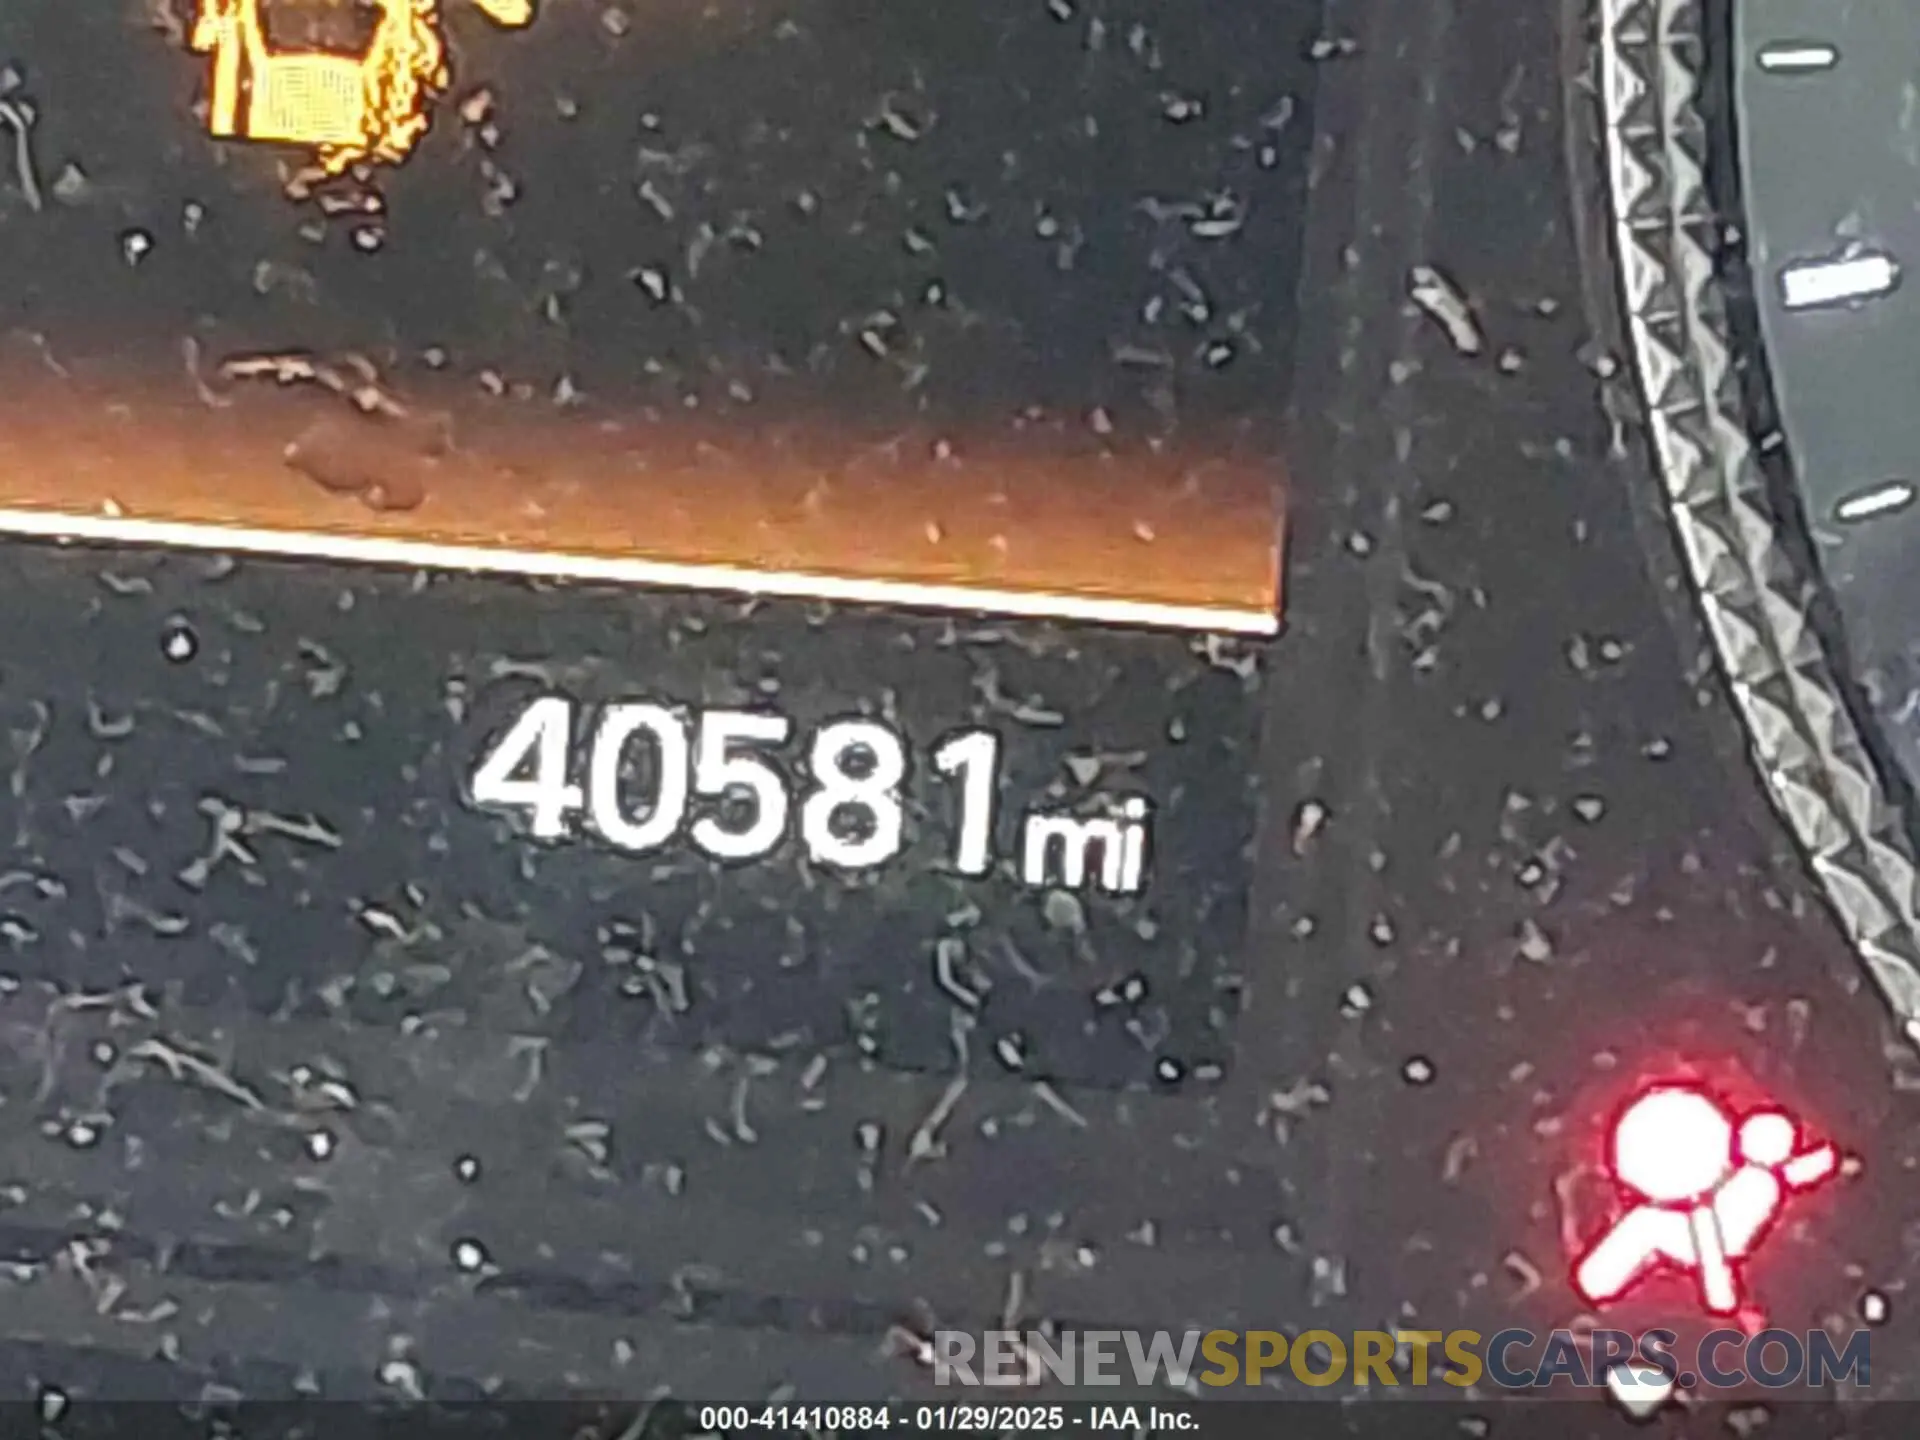 40581 mi
RENEWSPORTSCARS.COM
000-41410884 - 01/29/2025 - IAA Inc.